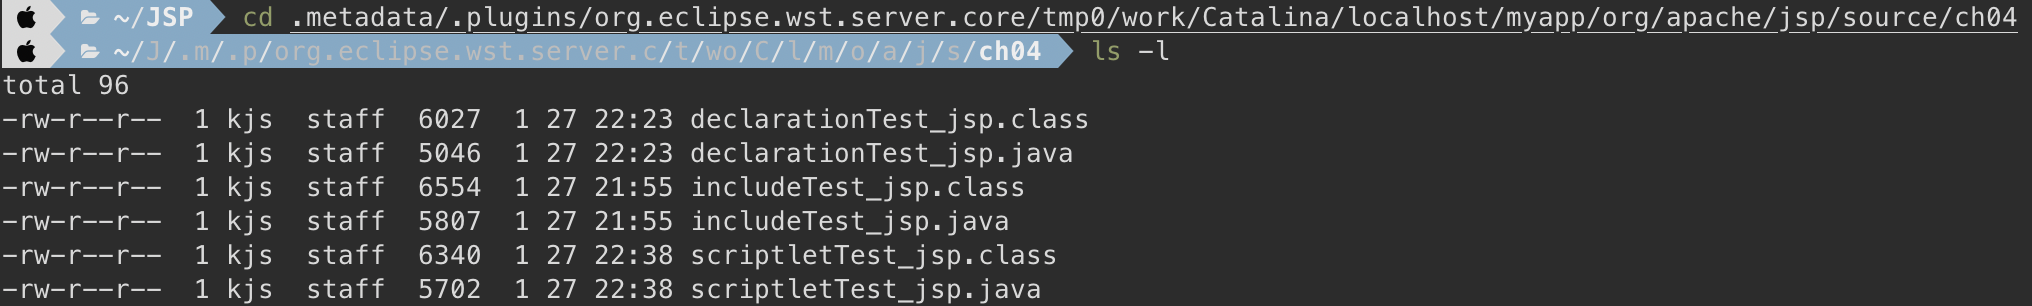 ~/JSP cd .metadata/.plugins/org.eclipse.wst.server.core/tmp0/work/Catalina/localhost/myapp/org/apache/jsp/source/ch04
~/J/.m/.p/org.eclipse.wst.server.c/t/wo/C/l/m/o/a/j/s/ch04 ls -l
total 96
-rw-r--r--  1 kjs  staff  6027  1 27 22:23 declarationTest_jsp.class
-rw-r--r--  1 kjs  staff  5046  1 27 22:23 declarationTest_jsp.java
-rw-r--r--  1 kjs  staff  6554  1 27 21:55 includeTest_jsp.class
-rw-r--r--  1 kjs  staff  5807  1 27 21:55 includeTest_jsp.java
-rw-r--r--  1 kjs  staff  6340  1 27 22:38 scriptletTest_jsp.class
-rw-r--r--  1 kjs  staff  5702  1 27 22:38 scriptletTest_jsp.java